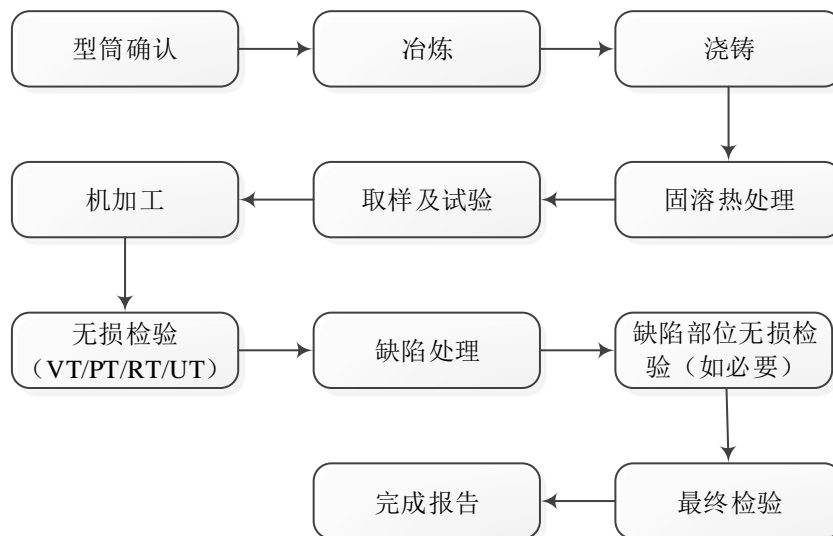 型筒确认
冶炼
浇铸
固溶热处理
取样及试验
机加工
无损检验
（VT/PT/RT/UT）
缺陷处理
缺陷部位无损检
验（如必要）
最终检验
完成报告